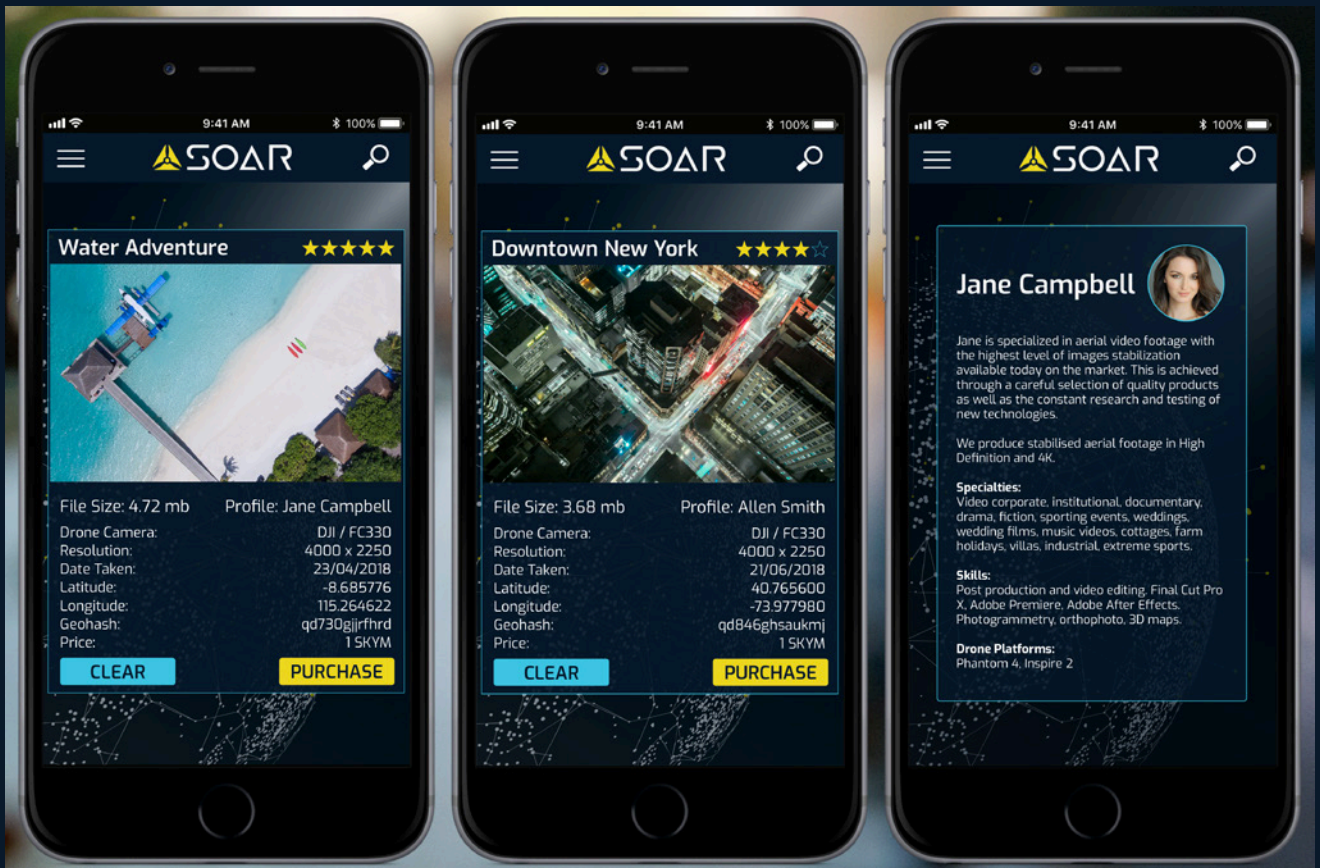 9:41 AM 100%
SOAR
Water Adventure
File Size: 4.72 mb Profile: Jane Campbell
Drone Camera: DJI / FC330
Resolution: 4000 x 2250
Date Taken: 23/04/2018
Latitude: -8.685776
Longitude: 115.264622
Geohash: qd730gjjrfhrd
Price: 1 SKYM
CLEAR PURCHASE
9:41 AM 100%
SOAR
Downtown New York
File Size: 3.68 mb Profile: Allen Smith
Drone Camera: DJI / FC330
Resolution: 4000 x 2250
Date Taken: 21/06/2018
Latitude: 40.765600
Longitude: -73.977980
Geohash: qd846ghsaukmj
Price: 1 SKYM
CLEAR PURCHASE
9:41 AM 100%
SOAR
Jane Campbell
Jane is specialized in aerial video footage with
the highest level of images stabilization
available today on the market. This is achieved
through a careful selection of quality products
as well as the constant research and testing of
new technologies.
We produce stabilised aerial footage in High
Definition and 4K.
Specialties:
Video corporate, institutional, documentary,
drama, fiction, sporting events, weddings,
wedding films, music videos, cottages, farm
holidays, villas, industrial, extreme sports.
Skills:
Post production and video editing. Final Cut Pro
X, Adobe Premiere, Adobe After Effects.
Photogrammetry, orthophoto, 3D maps.
Drone Platforms:
Phantom 4, Inspire 2